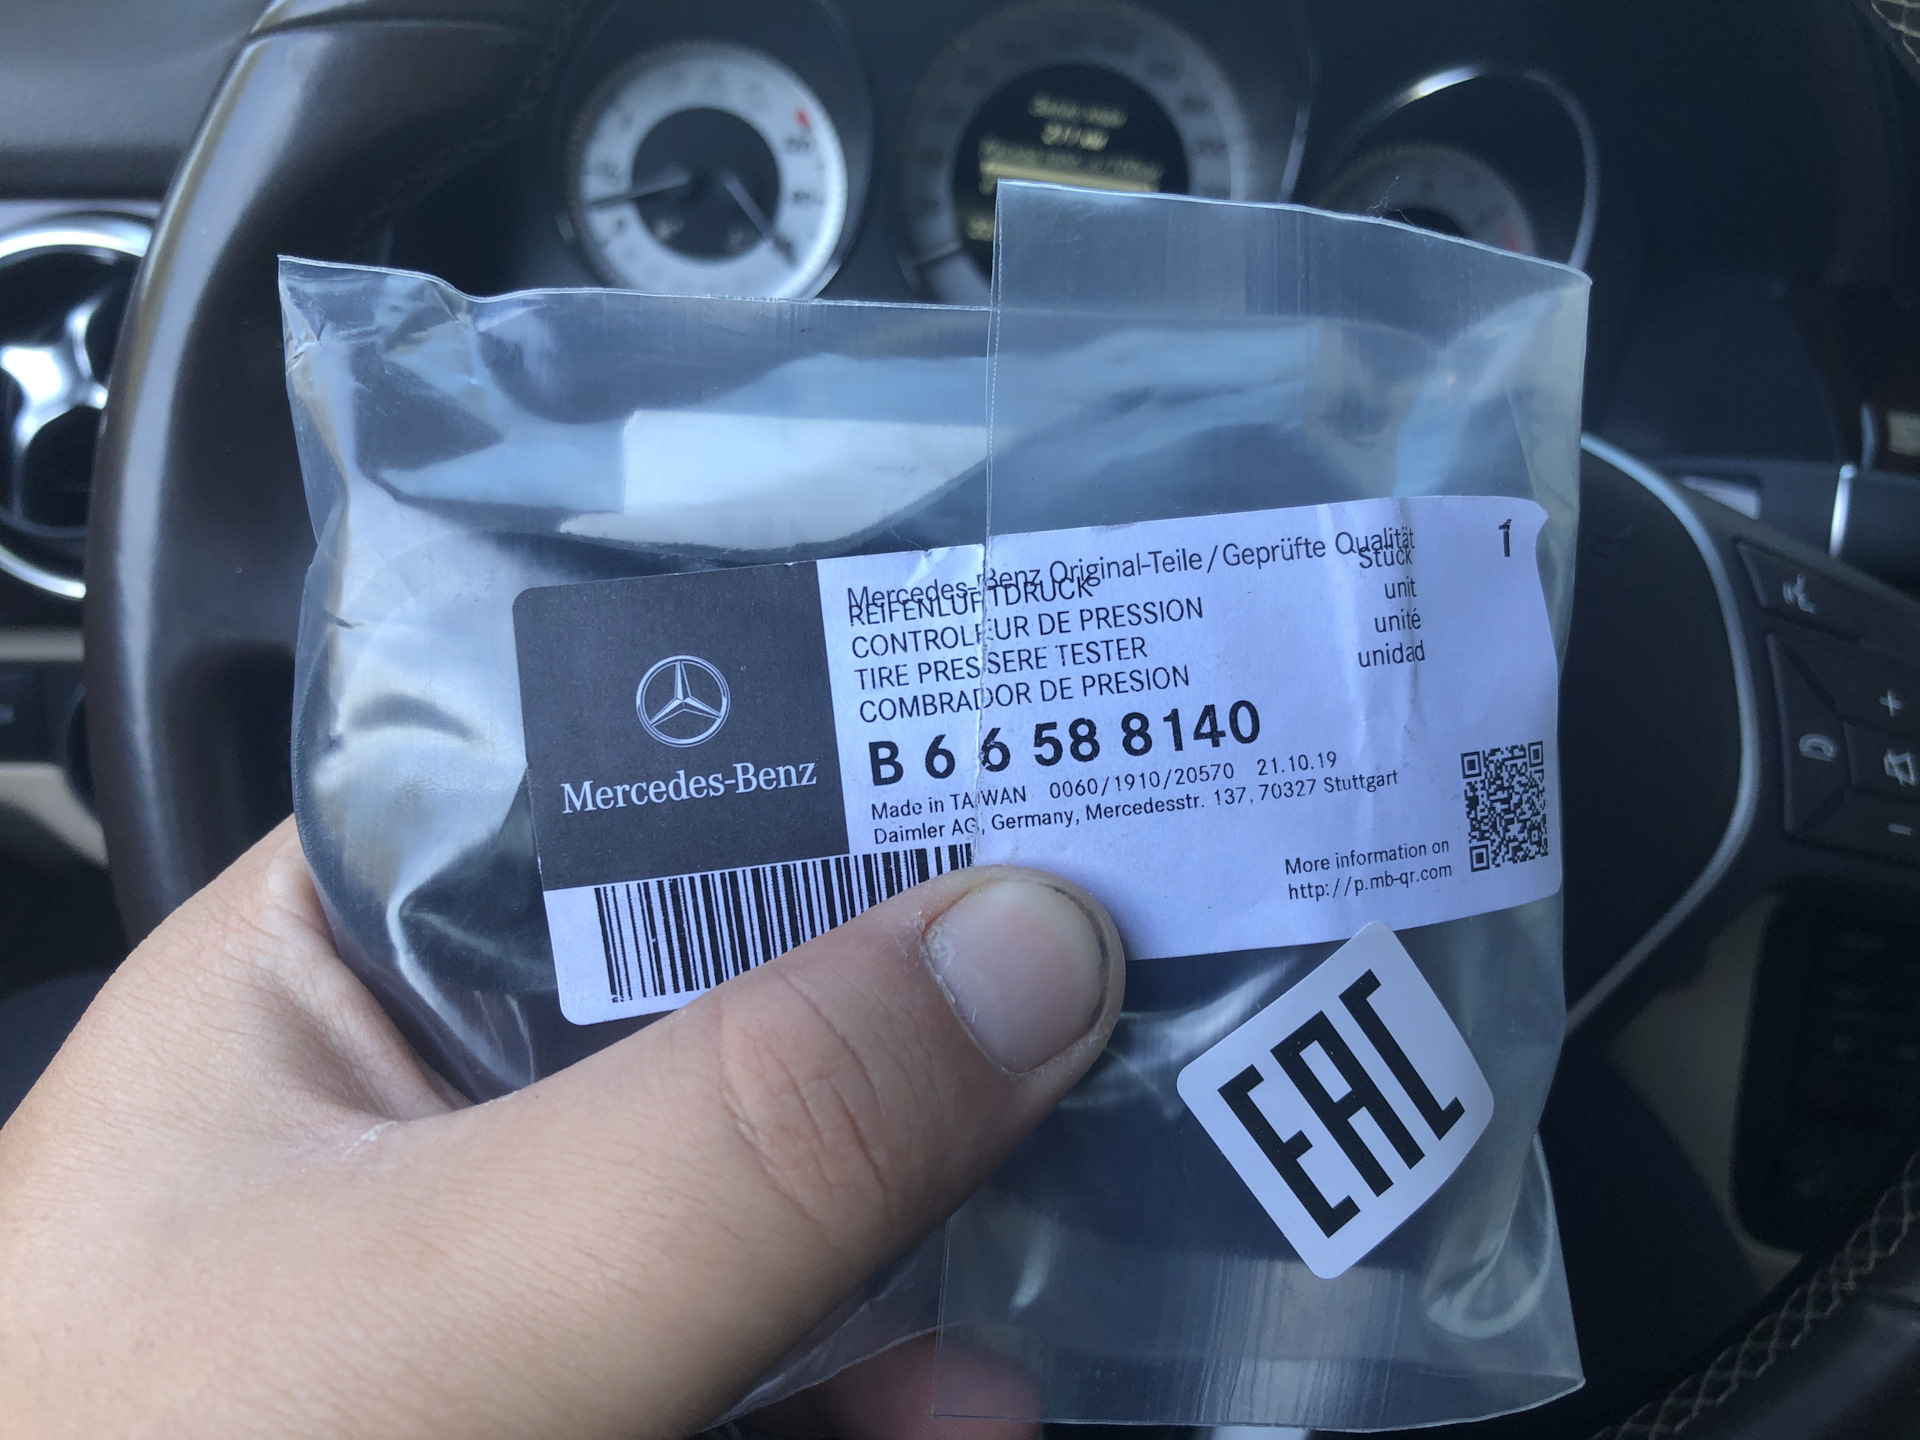 Mercedes-Benz Original-Teile / Geprüfte Qualität
REIFENLUFTDRUCK
CONTROLEUR DE PRESSION
TIRE PRESSERE TESTER
COMBRADOR DE PRESION
1
Stück
unit
unité
unidad
B 6 6 58 8140
Made in TAIWAN 0060/1910/20570 21.10.19
Daimler AG, Germany, Mercedesstr. 137, 70327 Stuttgart
More information on
http://p.mb-qr.com
Mercedes-Benz
EAC